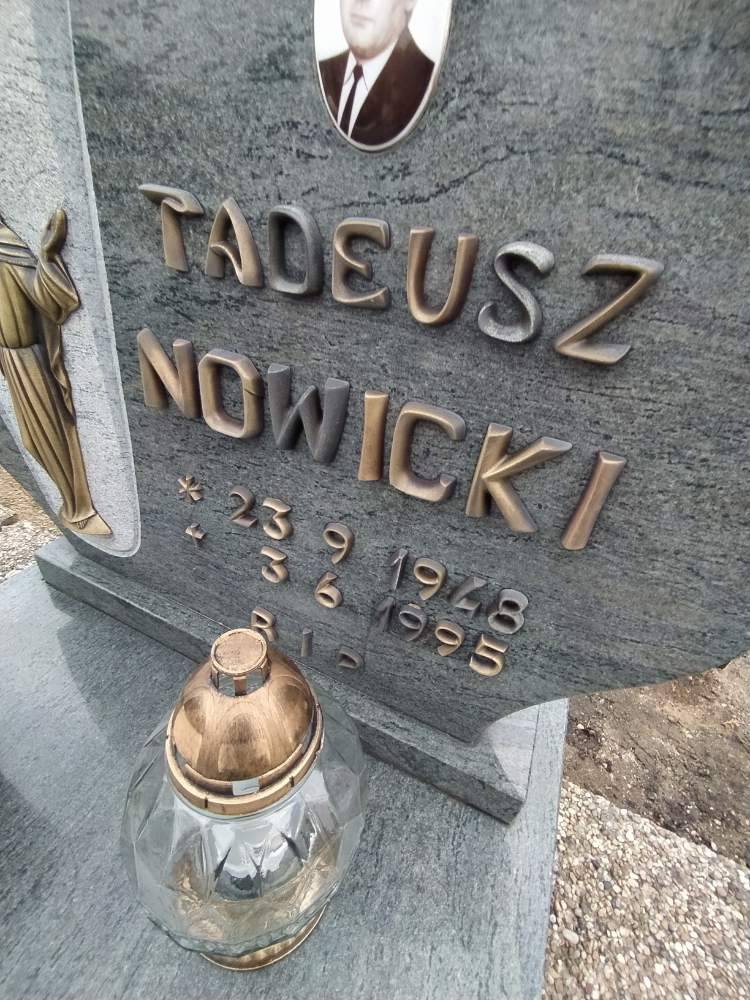 TADEUSZ
NOWICKI
* 23 9 1948
+ 3 6 1995
R I P